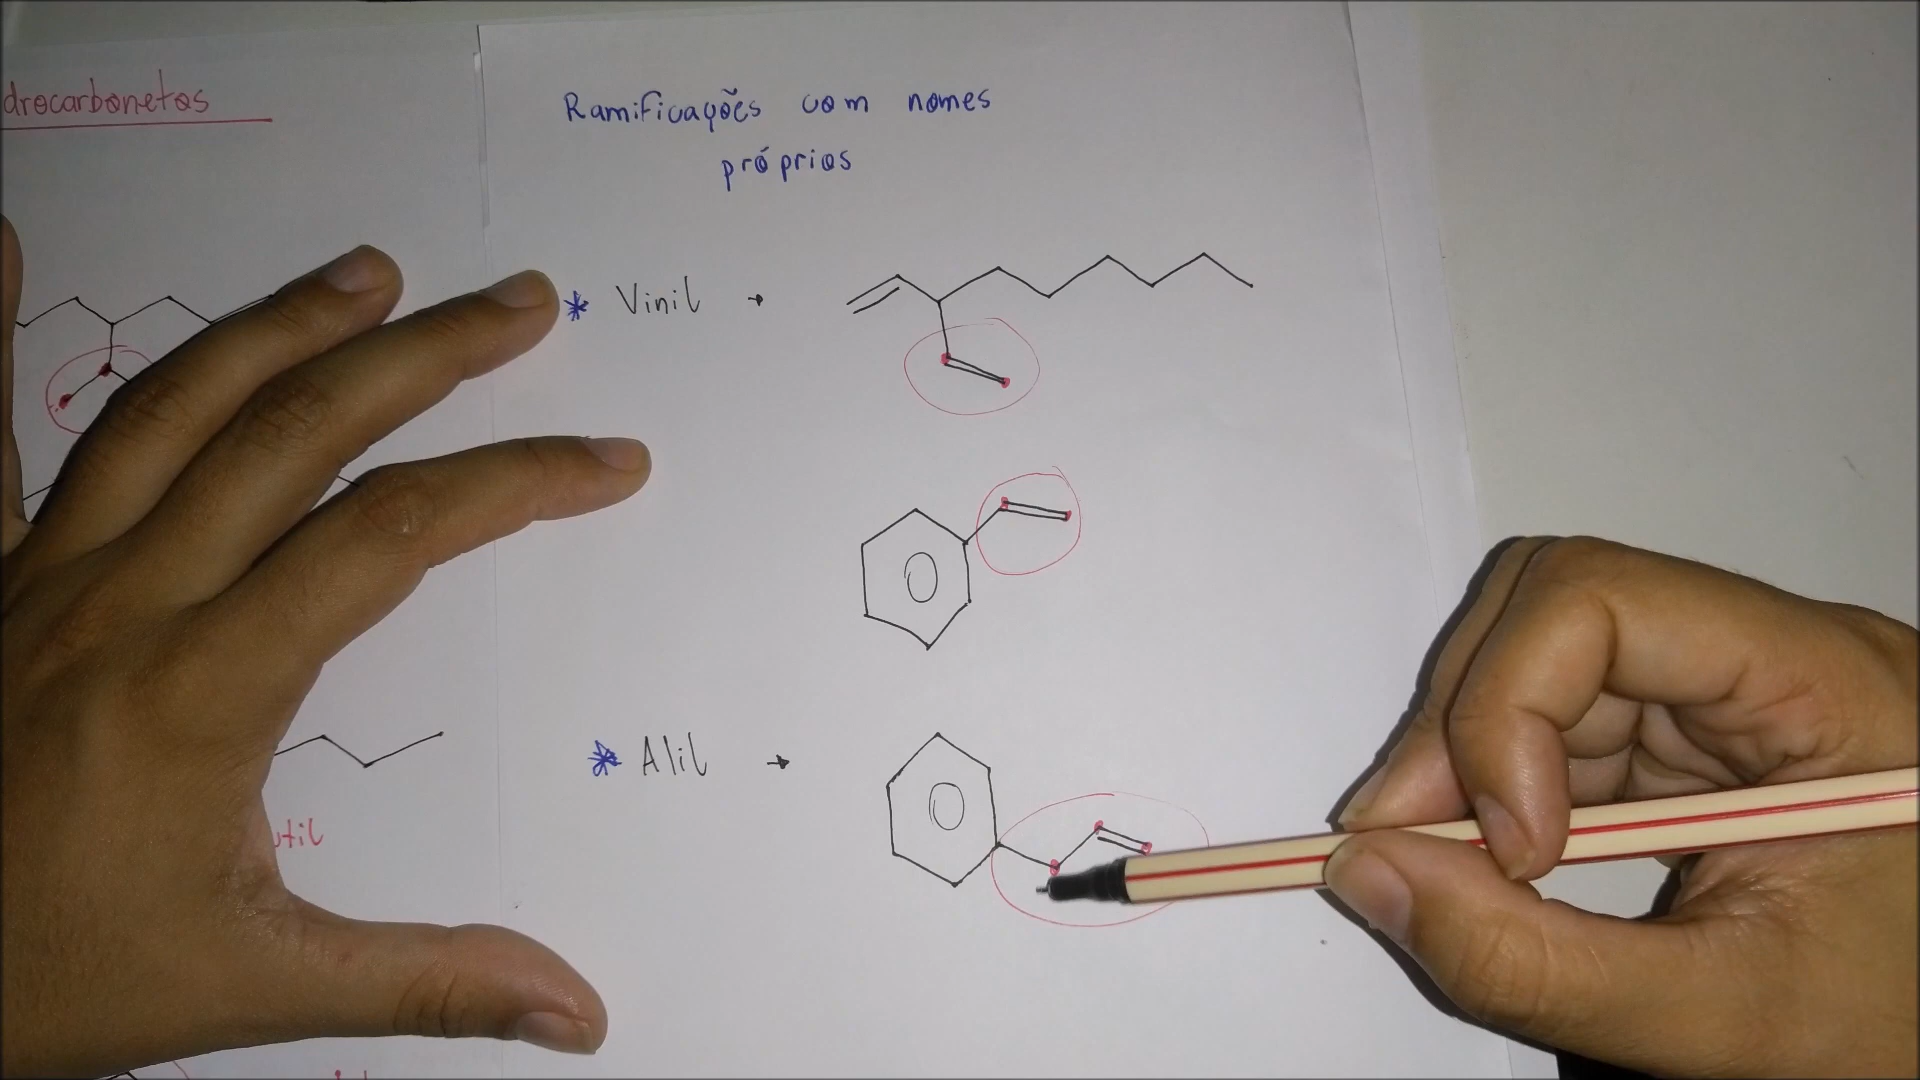 drocarbonetos
Ramificações com nomes
próprios
* Vinil →
* Alil →
util